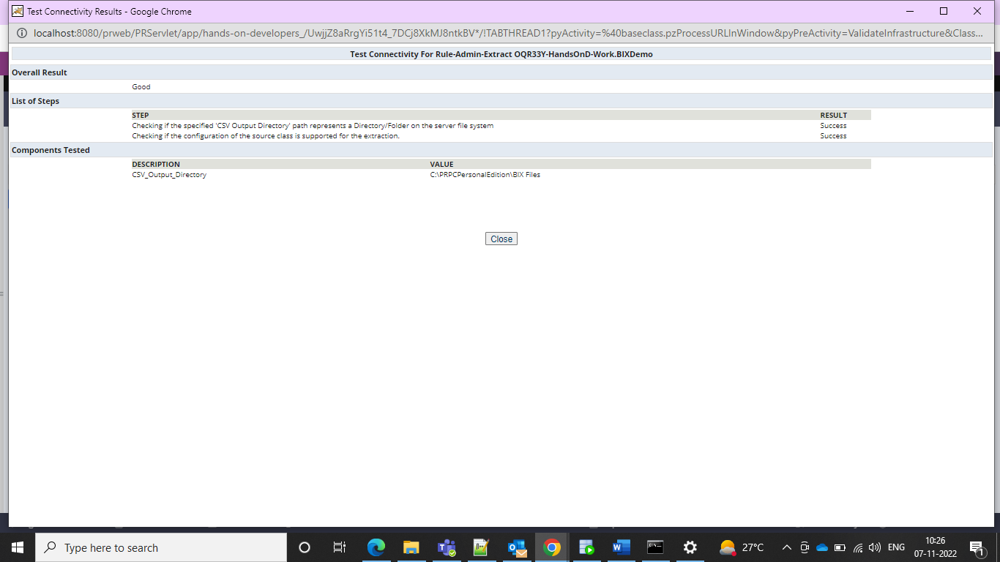 Test Connectivity Results - Google Chrome
localhost:8080/prweb/PRServlet/app/hands-on-developers_/UwjjZ8aRrgYi51t4_7DCj8XkMJ8ntkBV*/!TABTHREAD1?pyActivity=%40baseclass.pzProcessURLInWindow&pyPreActivity=ValidateInfrastructure&Class...
Test Connectivity For Rule-Admin-Extract OQR33Y-HandsOnD-Work.BIXDemo
Overall Result
Good
List of Steps
STEP RESULT
Checking if the specified 'CSV Output Directory' path represents a Directory/Folder on the server file system Success
Checking if the configuration of the source class is supported for the extraction. Success
Components Tested
DESCRIPTION VALUE
CSV_Output_Directory C:\PRPCPersonalEdition\BIX Files
Close
Type here to search
27°C
ENG
10:26
07-11-2022
1